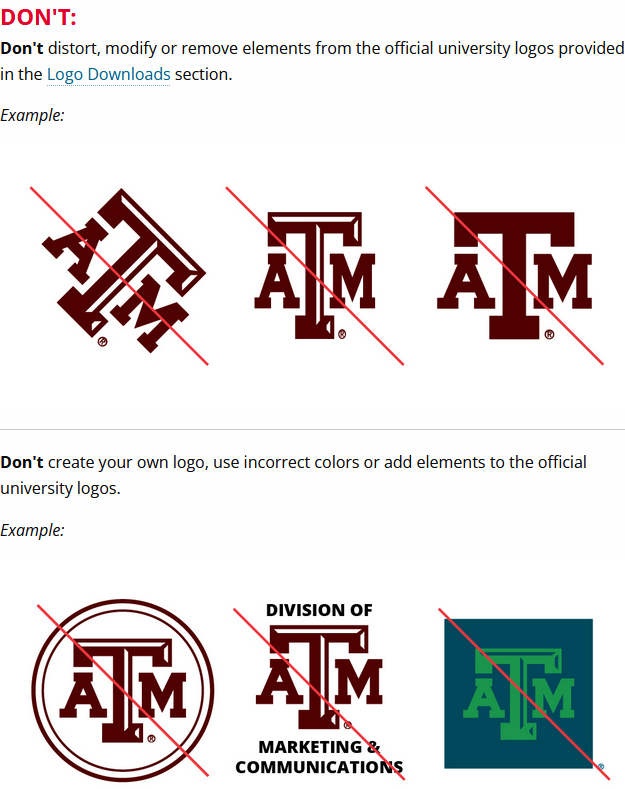 DON'T:
Don't distort, modify or remove elements from the official university logos provided
in the Logo Downloads section.
Example:
ATM ®
ATM ®
ATM ®
Don't create your own logo, use incorrect colors or add elements to the official
university logos.
Example:
ATM ®
DIVISION OF
ATM ®
MARKETING &
COMMUNICATIONS
ATM ®